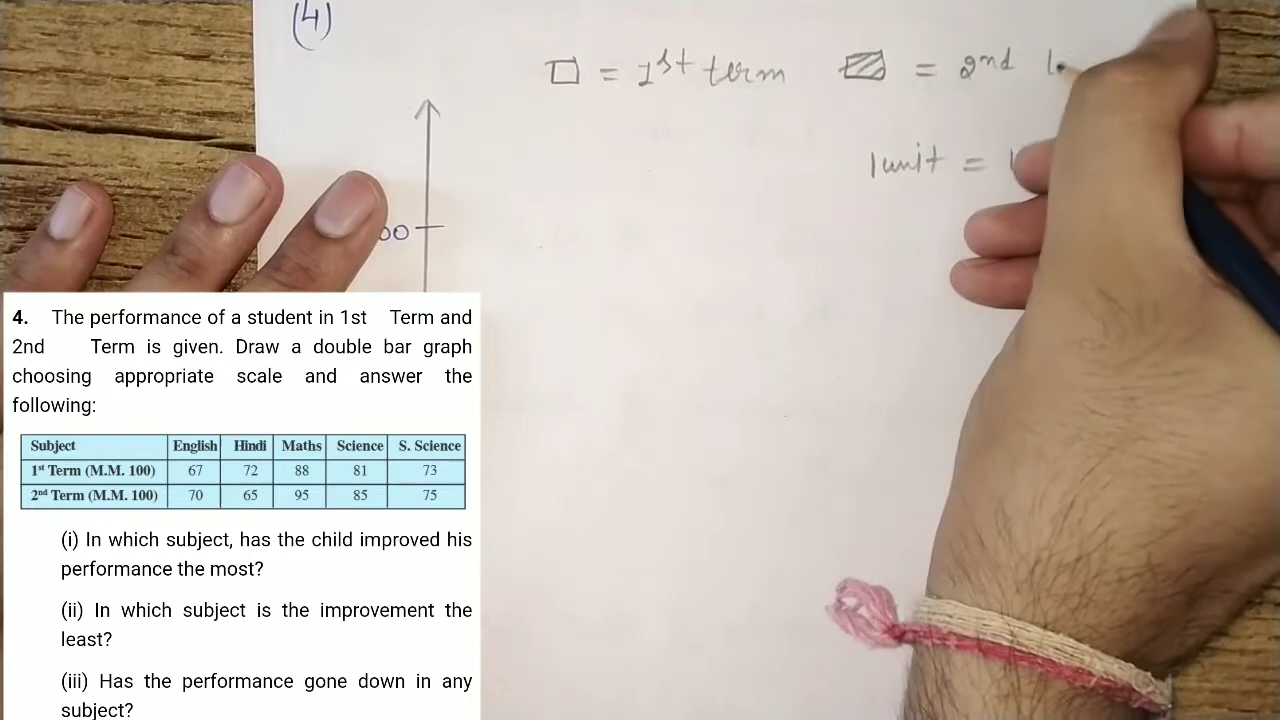 (4)
= 1st term = 2nd
1 unit =
00
4. The performance of a student in 1st Term and
2nd Term is given. Draw a double bar graph
choosing appropriate scale and answer the
following:
Subject English Hindi Maths Science S. Science
1st Term (M.M. 100) 67 72 88 81 73
2nd Term (M.M. 100) 70 65 95 85 75
(i) In which subject, has the child improved his
performance the most?
(ii) In which subject is the improvement the
least?
(iii) Has the performance gone down in any
subject?